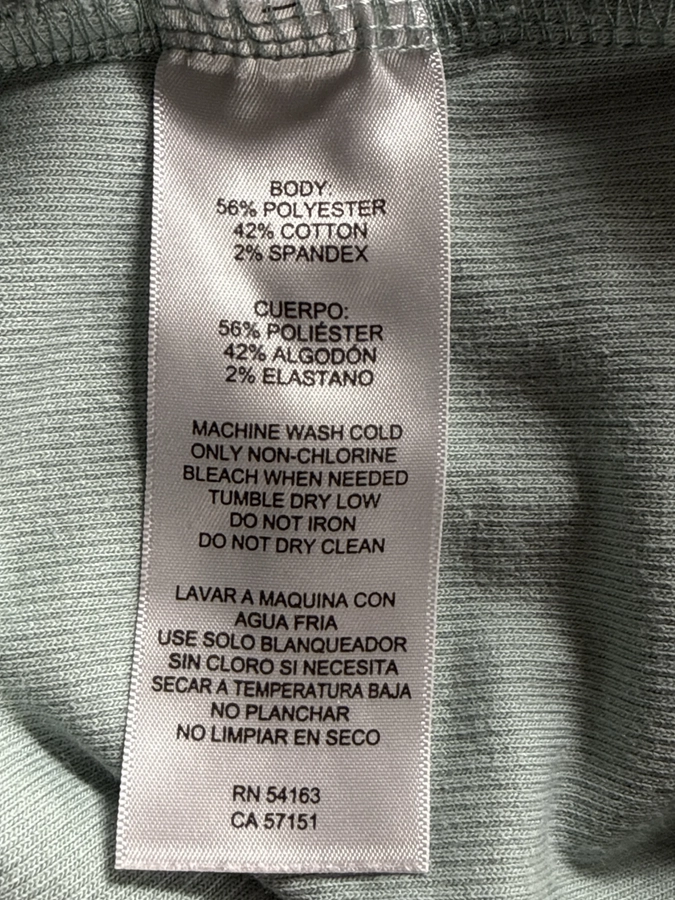 BODY:
56% POLYESTER
42% COTTON
2% SPANDEX
CUERPO:
56% POLIÉSTER
42% ALGODÓN
2% ELASTANO
MACHINE WASH COLD
ONLY NON-CHLORINE
BLEACH WHEN NEEDED
TUMBLE DRY LOW
DO NOT IRON
DO NOT DRY CLEAN
LAVAR A MAQUINA CON
AGUA FRIA
USE SOLO BLANQUEADOR
SIN CLORO SI NECESITA
SECAR A TEMPERATURA BAJA
NO PLANCHAR
NO LIMPIAR EN SECO
RN 54163
CA 57151